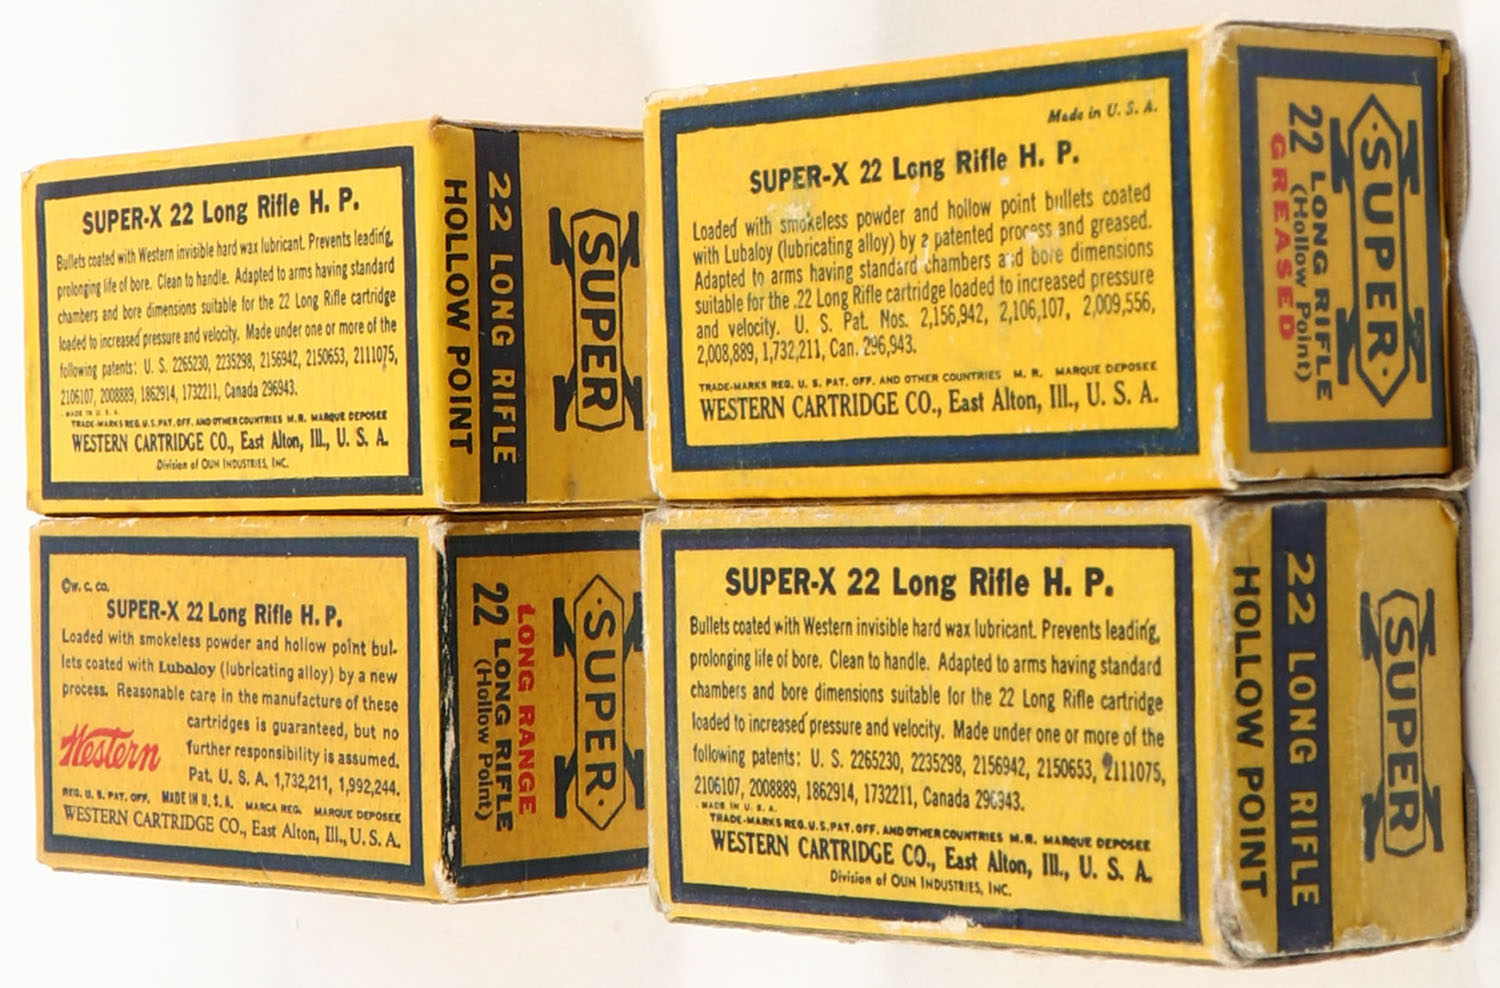 SUPER-X 22 Long Rifle H. P.
Bullets coated with Western invisible hard wax lubricant. Prevents leading,
prolonging life of bore. Clean to handle. Adapted to arms having standard
chambers and bore dimensions suitable for the 22 Long Rifle cartridge
loaded to increased pressure and velocity. Made under one or more of the
following patents: U. S. 2265230, 2235298, 2156942, 2150653, 2111075,
2106107, 2008889, 1862914, 1732211, Canada 296943.
MADE IN U. S. A.
TRADE-MARKS REG. U.S. PAT. OFF. AND OTHER COUNTRIES M. R. MARQUE DEPOSEE
WESTERN CARTRIDGE CO., East Alton, Ill., U. S. A.
Division of OLIN INDUSTRIES, INC.
HOLLOW POINT
22 LONG RIFLE
SUPER
Made in U. S. A.
SUPER-X 22 Long Rifle H. P.
Loaded with smokeless powder and hollow point bullets coated
with Lubaloy (lubricating alloy) by a patented process and greased.
Adapted to arms having standard chambers and bore dimensions
suitable for the .22 Long Rifle cartridge loaded to increased pressure
and velocity. U. S. Pat. Nos. 2,156,942, 2,106,107, 2,009,556,
2,008,889, 1,732,211, Can. 296,943.
TRADE-MARKS REG. U. S. PAT. OFF. AND OTHER COUNTRIES M. R. MARQUE DEPOSEE
WESTERN CARTRIDGE CO., East Alton, Ill., U. S. A.
SUPER
22 LONG RIFLE
(Hollow Point)
GREASED
©W. C. CO.
SUPER-X 22 Long Rifle H. P.
Loaded with smokeless powder and hollow point bul-
lets coated with Lubaloy (lubricating alloy) by a new
process. Reasonable care in the manufacture of these
cartridges is guaranteed, but no
further responsibility is assumed.
Western
Pat. U. S. A. 1,732,211, 1,992,244.
REG. U. S. PAT. OFF. MADE IN U. S. A. MARCA REG. MARQUE DEPOSEE
WESTERN CARTRIDGE CO., East Alton, Ill., U. S. A.
SUPER
LONG RANGE
22 LONG RIFLE
(Hollow Point)
SUPER-X 22 Long Rifle H. P.
Bullets coated with Western invisible hard wax lubricant. Prevents leading,
prolonging life of bore. Clean to handle. Adapted to arms having standard
chambers and bore dimensions suitable for the 22 Long Rifle cartridge
loaded to increased pressure and velocity. Made under one or more of the
following patents: U. S. 2265230, 2235298, 2156942, 2150653, 2111075,
2106107, 2008889, 1862914, 1732211, Canada 296943.
MADE IN U. S. A.
TRADE-MARKS REG. U.S. PAT. OFF. AND OTHER COUNTRIES M. R. MARQUE DEPOSEE
WESTERN CARTRIDGE CO., East Alton, Ill., U. S. A.
Division of OLIN INDUSTRIES, INC.
HOLLOW POINT
22 LONG RIFLE
SUPER